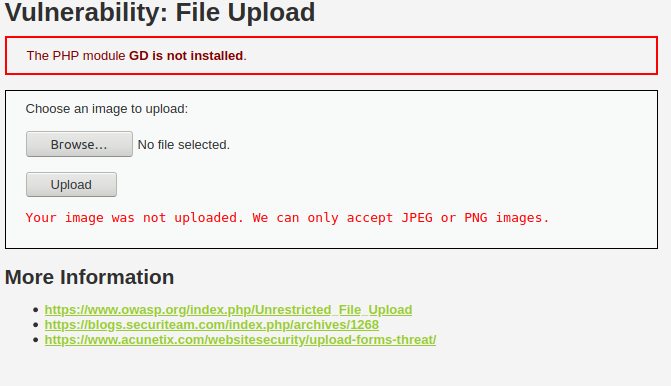 Vulnerability: File Upload
The PHP module GD is not installed.
Choose an image to upload:
Browse... No file selected.
Upload
Your image was not uploaded. We can only accept JPEG or PNG images.
More Information
https://www.owasp.org/index.php/Unrestricted_File_Upload
https://blogs.securiteam.com/index.php/archives/1268
https://www.acunetix.com/websitesecurity/upload-forms-threat/